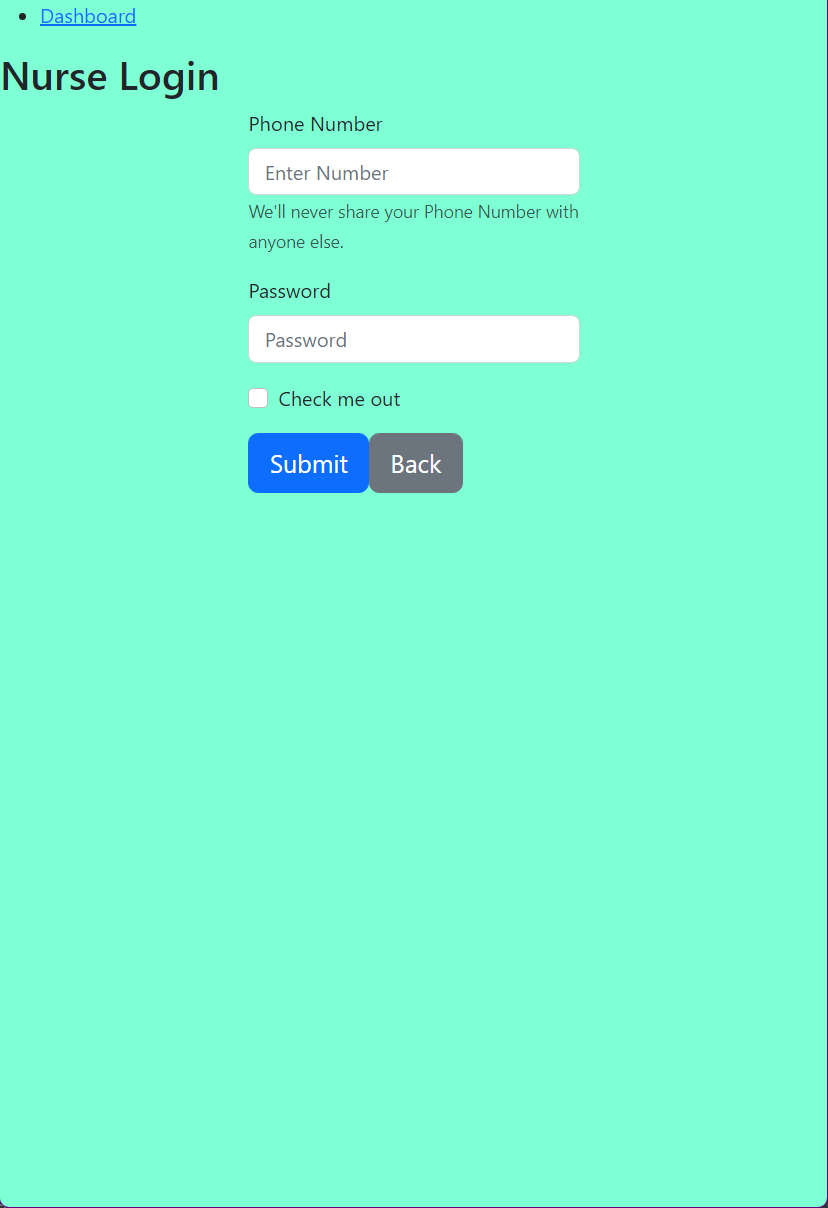 Dashboard
Nurse Login
Phone Number
Enter Number
We'll never share your Phone Number with
anyone else.
Password
Password
Check me out
Submit Back